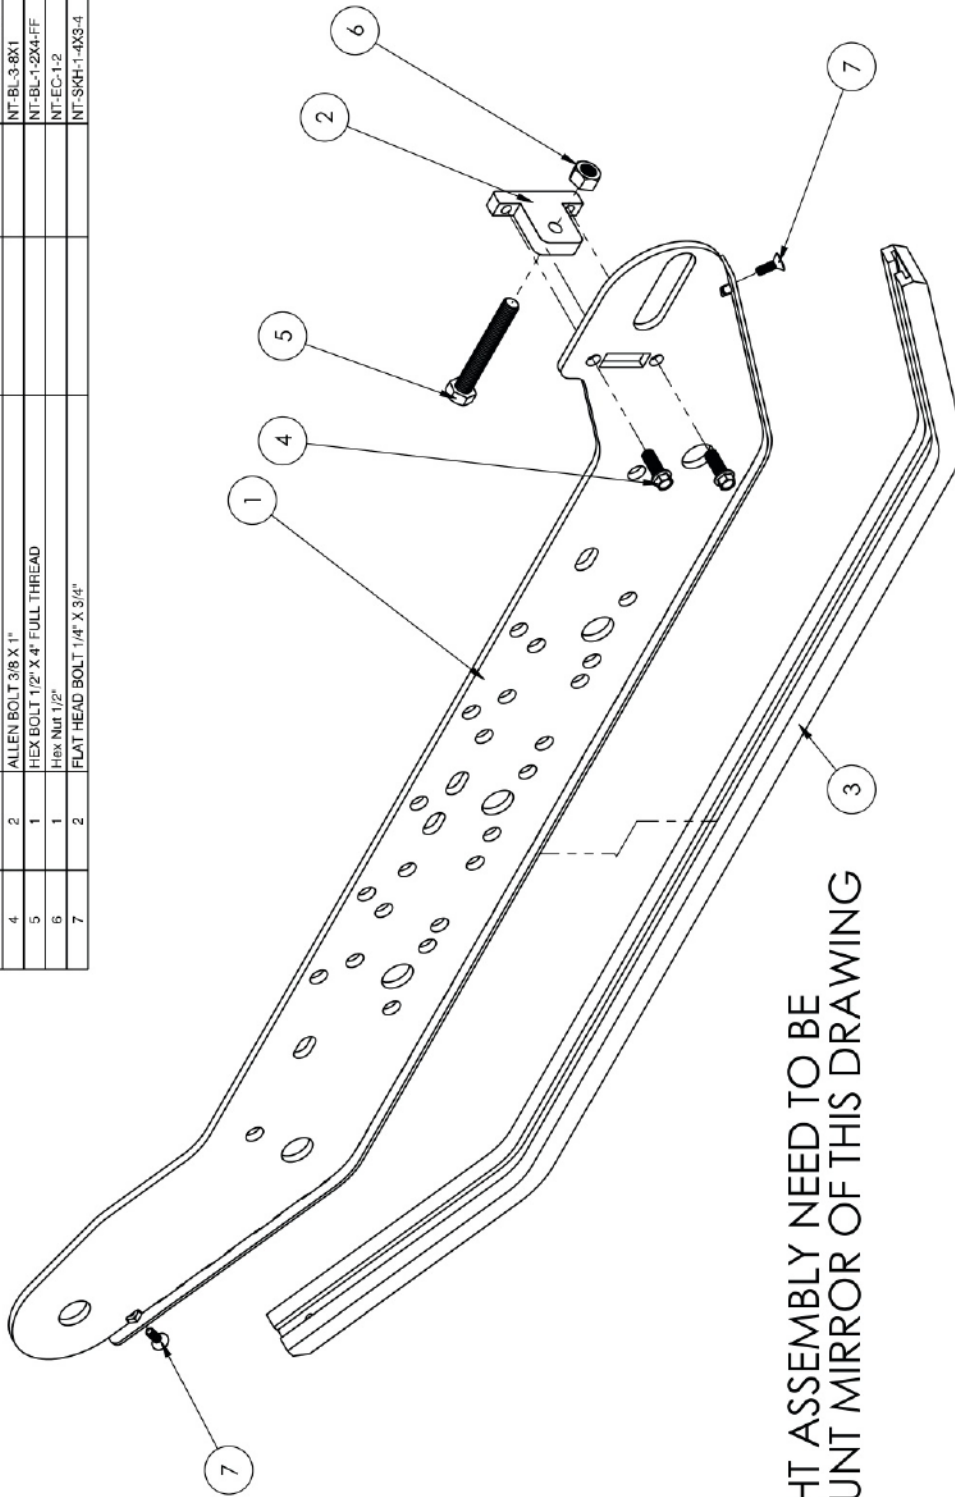 4 2 ALLEN BOLT 3/8 X 1" NT-BL-3-8X1
5 1 HEX BOLT 1/2" X 4" FULL THREAD NT-BL-1-2X4-FF
6 1 Hex Nut 1/2" NT-EC-1-2
7 2 FLAT HEAD BOLT 1/4" X 3/4" NT-SKH-1-4X3-4
6
2
7
5
4
1
3
7
HT ASSEMBLY NEED TO BE
UNT MIRROR OF THIS DRAWING